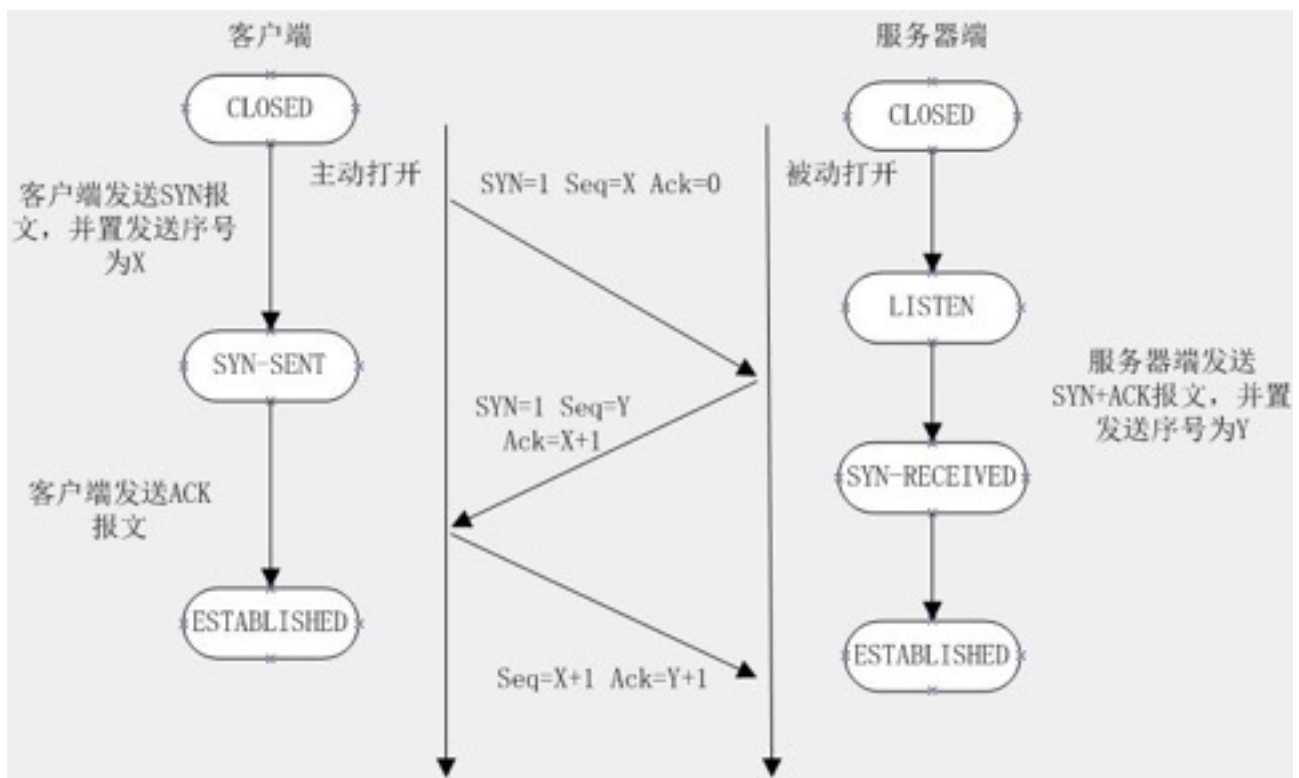 客户端
服务器端
CLOSED
CLOSED
主动打开
被动打开
SYN=1 Seq=X Ack=0
客户端发送SYN报
文，并置发送序号
为X
LISTEN
SYN-SENT
服务器端发送
SYN+ACK报文，并置
发送序号为Y
SYN=1 Seq=Y
Ack=X+1
SYN-RECEIVED
客户端发送ACK
报文
ESTABLISHED
ESTABLISHED
Seq=X+1 Ack=Y+1